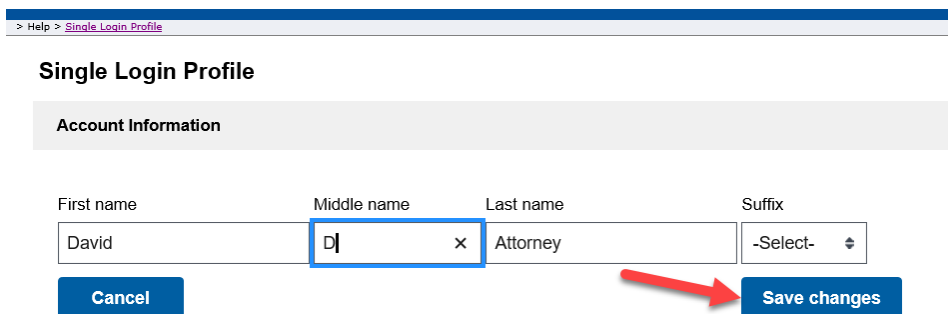 > Help > Single Login Profile
Single Login Profile
Account Information
First name Middle name Last name Suffix
David D × Attorney -Select-
Cancel Save changes